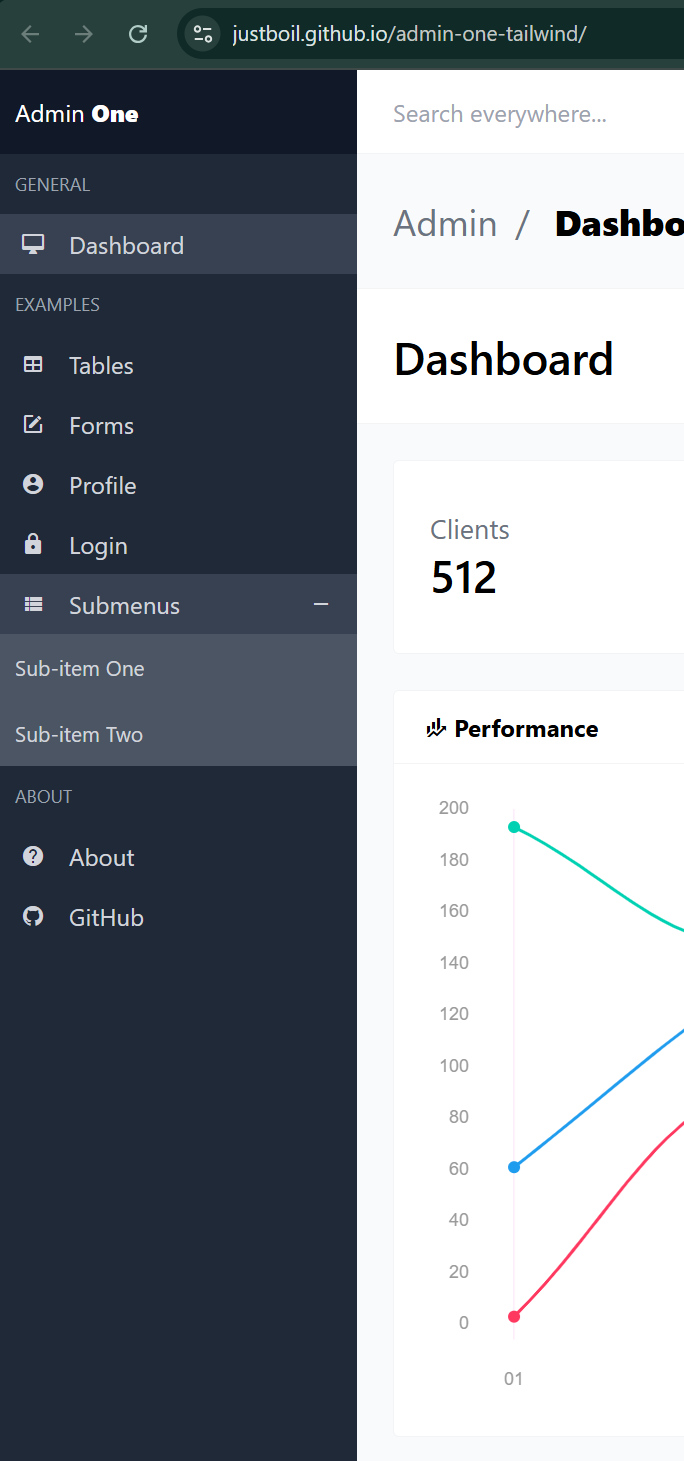 justboil.github.io/admin-one-tailwind/
Admin One
GENERAL
Dashboard
EXAMPLES
Tables
Forms
Profile
Login
Submenus
Sub-item One
Sub-item Two
ABOUT
About
GitHub
Search everywhere...
Admin / Dashbo
Dashboard
Clients
512
Performance
200
180
160
140
120
100
80
60
40
20
0
01